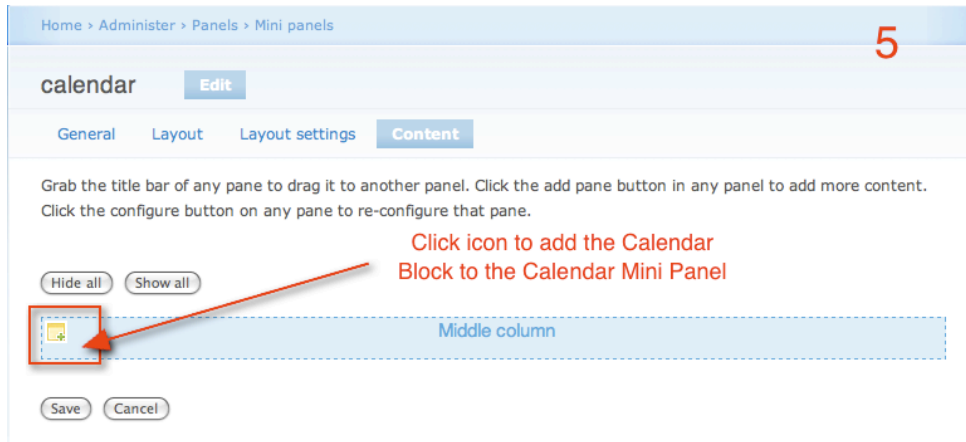 Home › Administer › Panels › Mini panels
5
calendar Edit
General Layout Layout settings Content
Grab the title bar of any pane to drag it to another panel. Click the add pane button in any panel to add more content.
Click the configure button on any pane to re-configure that pane.
Click icon to add the Calendar
Block to the Calendar Mini Panel
Hide all Show all
Middle column
Save Cancel